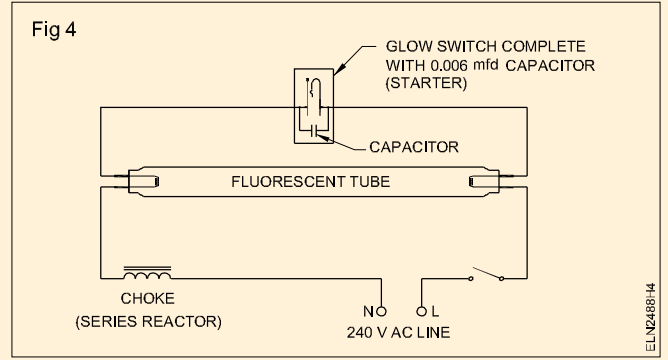 Fig 4
GLOW SWITCH COMPLETE
WITH 0.006 mfd CAPACITOR
(STARTER)
CAPACITOR
FLUORESCENT TUBE
CHOKE
(SERIES REACTOR)
N L
240 V AC LINE
ELN2488H4